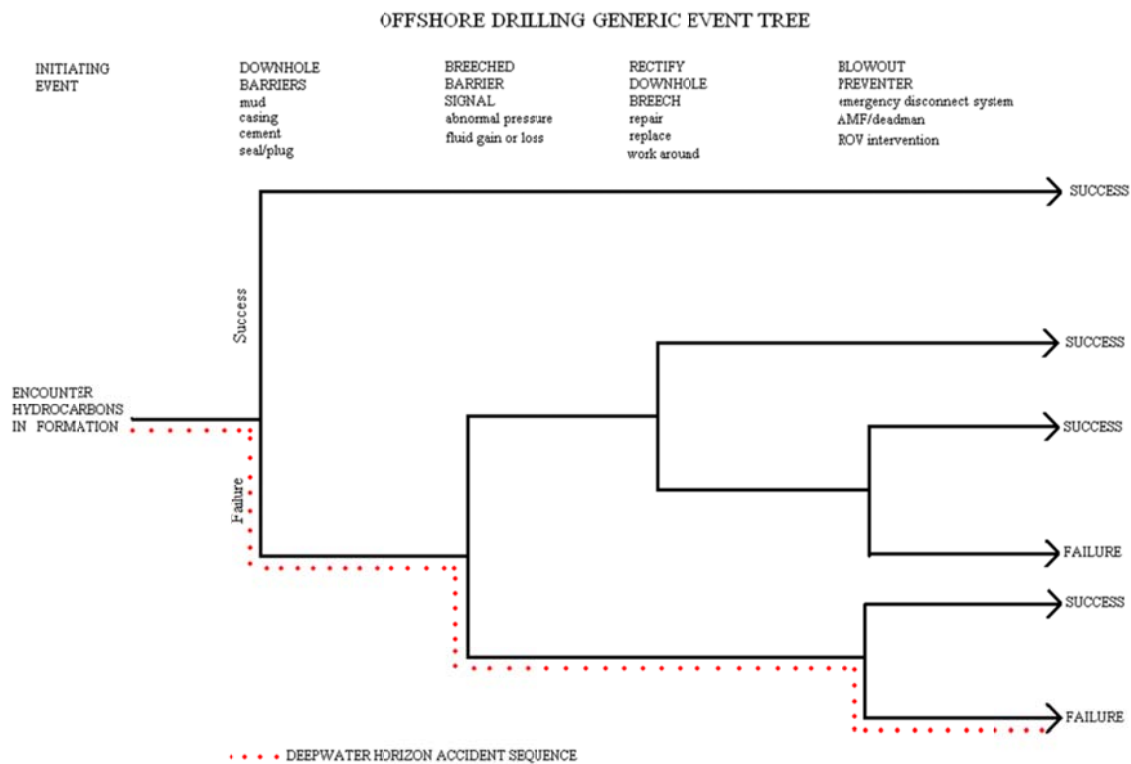 OFFSHORE DRILLING GENERIC EVENT TREE
INITIATING
EVENT
DOWNHOLE
BARRIERS
mud
casing
cement
seal/plug
BREECHED
BARRIER
SIGNAL
abnormal pressure
fluid gain or loss
RECTIFY
DOWNHOLE
BREECH
repair
replace
work around
BLOWOUT
PREVENTER
emergency disconnect system
AMF/deadman
ROV intervention
SUCCESS
Success
SUCCESS
ENCOUNTER
HYDROCARBONS
IN FORMATION
SUCCESS
Failure
FAILURE
SUCCESS
FAILURE
DEEPWATER HORIZON ACCIDENT SEQUENCE